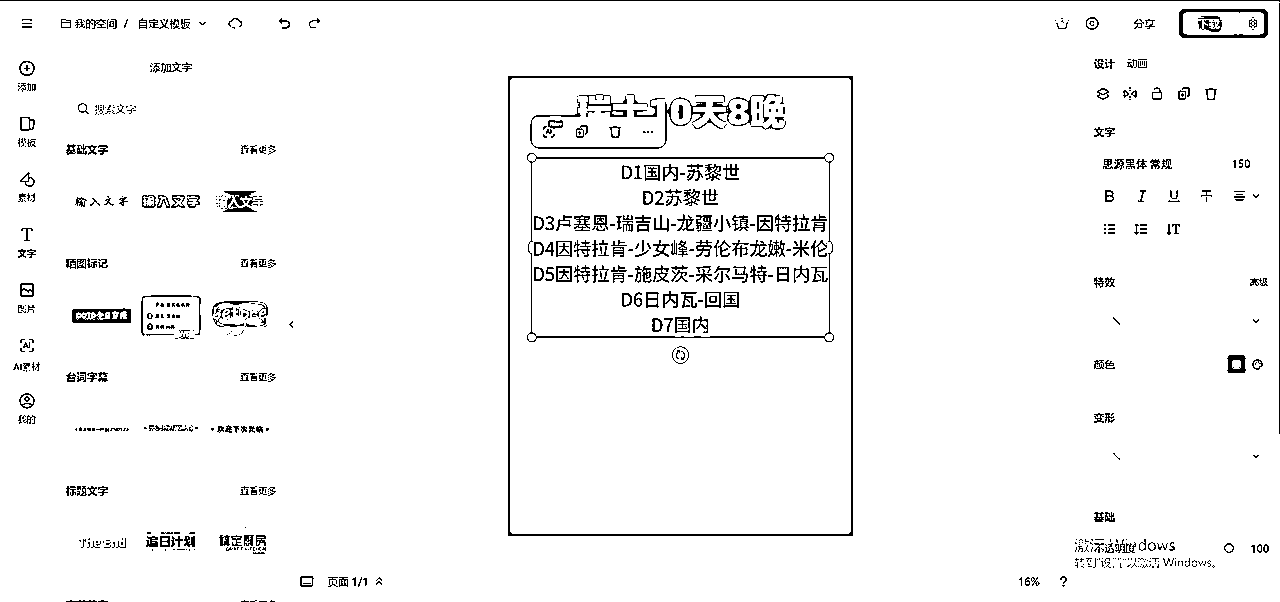 我的空间 / 自定义模版
分享
下载
添加
模板
素材
文字
图片
AI素材
我的
添加文字
搜索文字
基础文字 查看更多
输入文字 输入文字 输入文字
晒图标记 查看更多
台词字幕 查看更多
标题文字 查看更多
The End 追日计划 搞定厨房
瑞士10天8晚
D1国内-苏黎世
D2苏黎世
D3卢塞恩-瑞吉山-龙疆小镇-因特拉肯
D4因特拉肯-少女峰-劳伦布龙嫩-米伦
D5因特拉肯-施皮茨-采尔马特-日内瓦
D6日内瓦-回国
D7国内
页面 1/1
16%
?
设计 动画
文字
思源黑体 常规 150
B I U T
特效 高级
颜色
变形
基础
不透明度 100
激活 Windows
转到"设置"以激活 Windows。